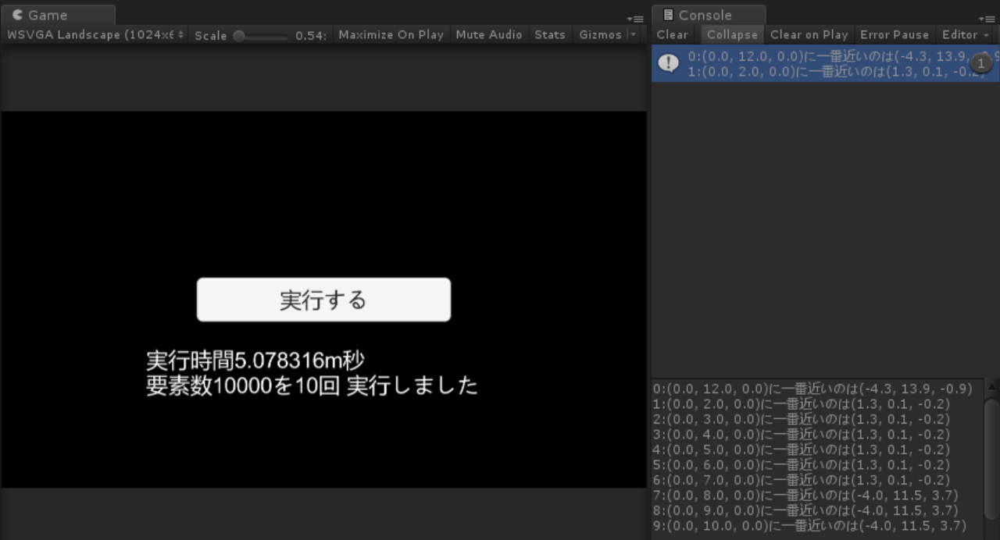 Game
WSVGA Landscape (1024x6
Scale
0.54:
Maximize On Play
Mute Audio
Stats
Gizmos
実行する
実行時間5.078316m秒
要素数10000を10回 実行しました
Console
Clear
Collapse
Clear on Play
Error Pause
Editor
0:(0.0, 12.0, 0.0)に一番近いのは(-4.3, 13.9,
1:(0.0, 2.0, 0.0)に一番近いのは(1.3, 0.1, -0.2)
1
0:(0.0, 12.0, 0.0)に一番近いのは(-4.3, 13.9, -0.9)
1:(0.0, 2.0, 0.0)に一番近いのは(1.3, 0.1, -0.2)
2:(0.0, 3.0, 0.0)に一番近いのは(1.3, 0.1, -0.2)
3:(0.0, 4.0, 0.0)に一番近いのは(1.3, 0.1, -0.2)
4:(0.0, 5.0, 0.0)に一番近いのは(1.3, 0.1, -0.2)
5:(0.0, 6.0, 0.0)に一番近いのは(1.3, 0.1, -0.2)
6:(0.0, 7.0, 0.0)に一番近いのは(1.3, 0.1, -0.2)
7:(0.0, 8.0, 0.0)に一番近いのは(-4.0, 11.5, 3.7)
8:(0.0, 9.0, 0.0)に一番近いのは(-4.0, 11.5, 3.7)
9:(0.0, 10.0, 0.0)に一番近いのは(-4.0, 11.5, 3.7)